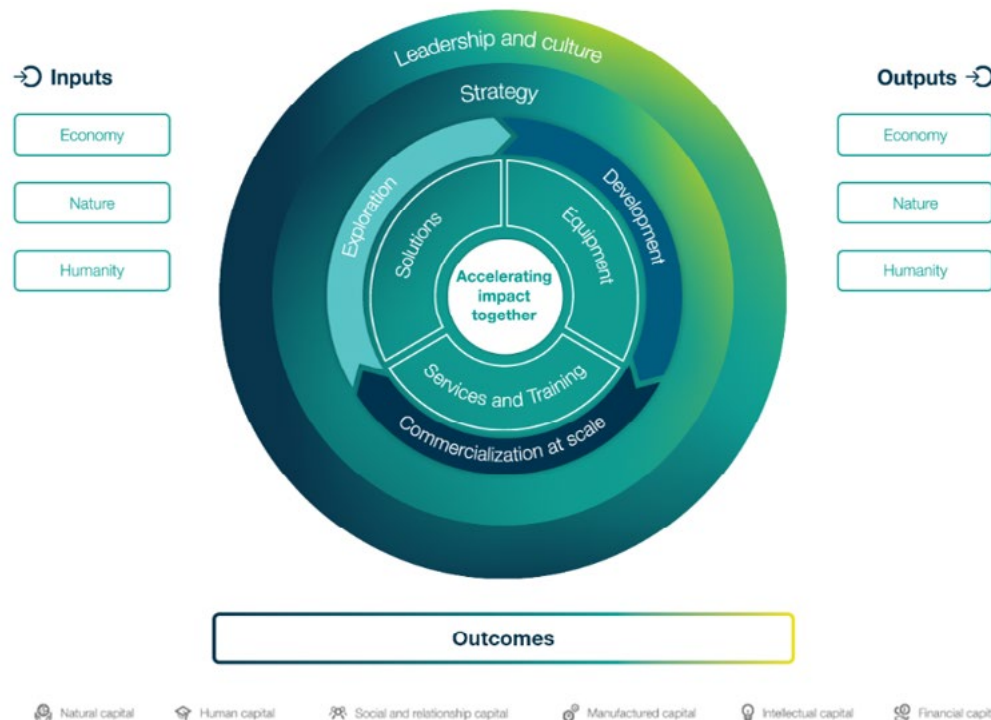 Leadership and culture
Strategy
Inputs
Economy
Nature
Humanity
Outputs
Economy
Nature
Humanity
Exploration
Development
Solutions
Equipment
Accelerating
impact
together
Services and Training
Commercialization at scale
Outcomes
Natural capital
Human capital
Social and relationship capital
Manufactured capital
Intellectual capital
Financial capit